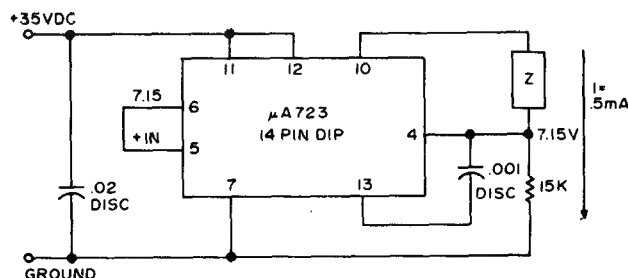 +35VDC
11
12
10
Z
I=
.5mA
7.15
6
μA723
+IN
5
14 PIN DIP
4
7.15V
.001
DISC
15K
.02
DISC
7
13
GROUND